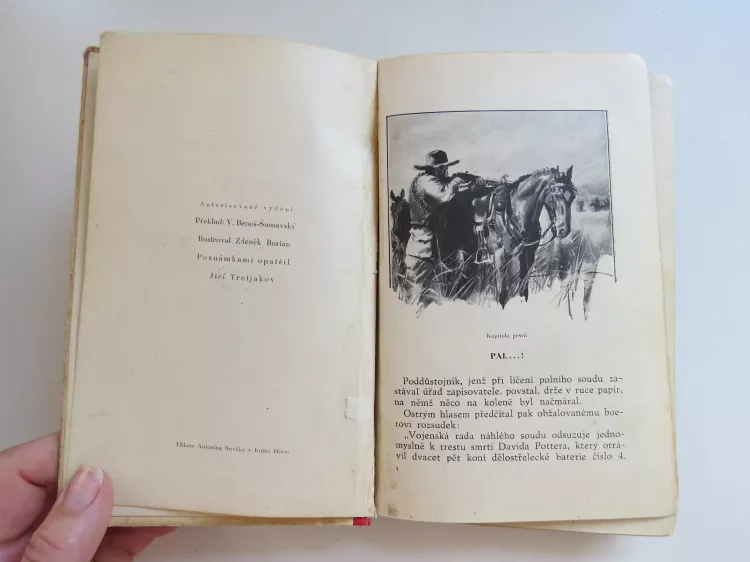 Autorisované vydání
Překlad: V. Beneš-Šumavský
Ilustroval Zdeněk Burian
Poznámkami opatřil
Jiří Tretjakov
Tiskem Antonína Nováka v Kutné Hoře.
Kapitola první
PAL...!
Poddůstojník, jenž při líčení polního soudu za-
stával úřad zapisovatele, povstal, drže v ruce papír,
na němž něco na koleně byl načmáral.
Ostrým hlasem předčítal pak obžalovanému boe-
rovi rozsudek:
„Vojenská rada náhlého soudu odsuzuje jedno-
myslně k trestu smrti Davida Pottera, který otrá-
vil dvacet pět koní dělostřelecké baterie číslo 4.
1